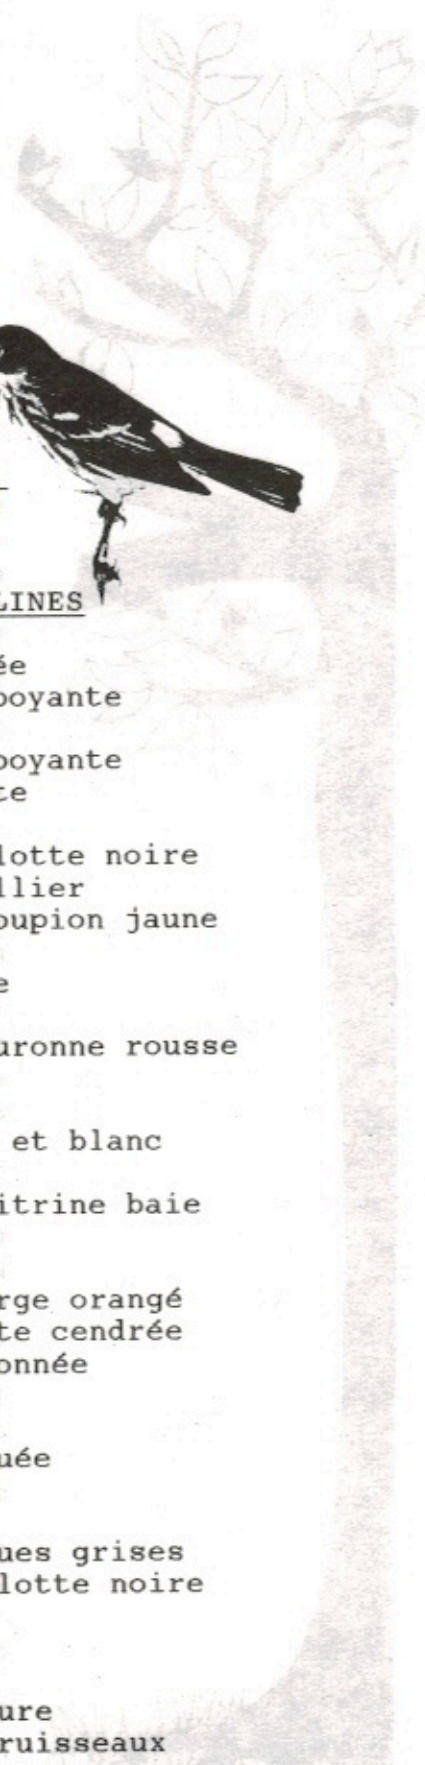 LINES
ée
boyante
boyante
te
lotte noire
llier
oupion jaune
e
uronne rousse
et blanc
itrine baie
rge orangé
te cendrée
onnée
uée
ues grises
lotte noire
ure
ruisseaux